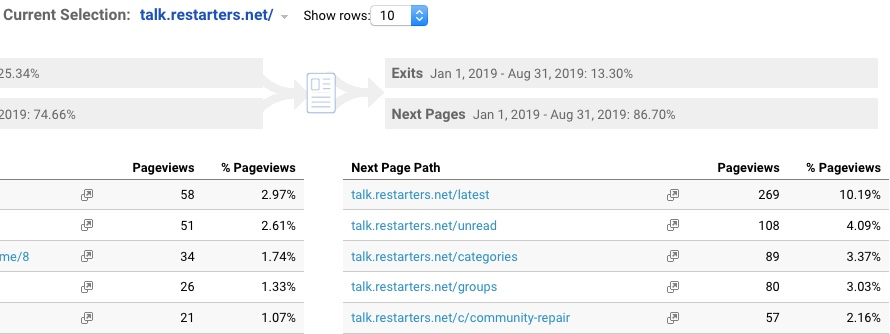 Current Selection: talk.restarters.net/ Show rows: 10
25.34% Exits Jan 1, 2019 - Aug 31, 2019: 13.30%
2019: 74.66% Next Pages Jan 1, 2019 - Aug 31, 2019: 86.70%
Pageviews % Pageviews Next Page Path Pageviews % Pageviews
58 2.97% talk.restarters.net/latest 269 10.19%
51 2.61% talk.restarters.net/unread 108 4.09%
me/8 34 1.74% talk.restarters.net/categories 89 3.37%
26 1.33% talk.restarters.net/groups 80 3.03%
21 1.07% talk.restarters.net/c/community-repair 57 2.16%